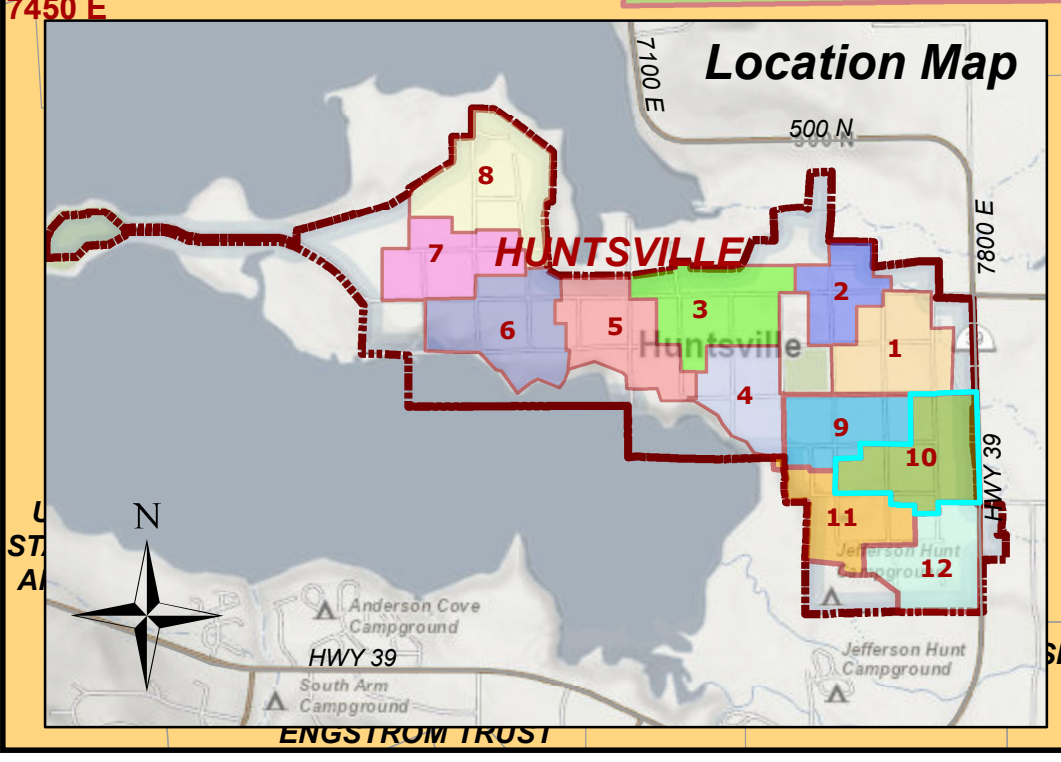 7450 E
Location Map
7100 E
500 N
7800 E
8
7
HUNTSVILLE
2
3
6
5
1
Huntsville
4
9
10
HWY 39
11
N
Jefferson Hunt
Campground
12
Anderson Cove
Campground
HWY 39
Jefferson Hunt
Campground
South Arm
Campground
ENGSTROM TRUST